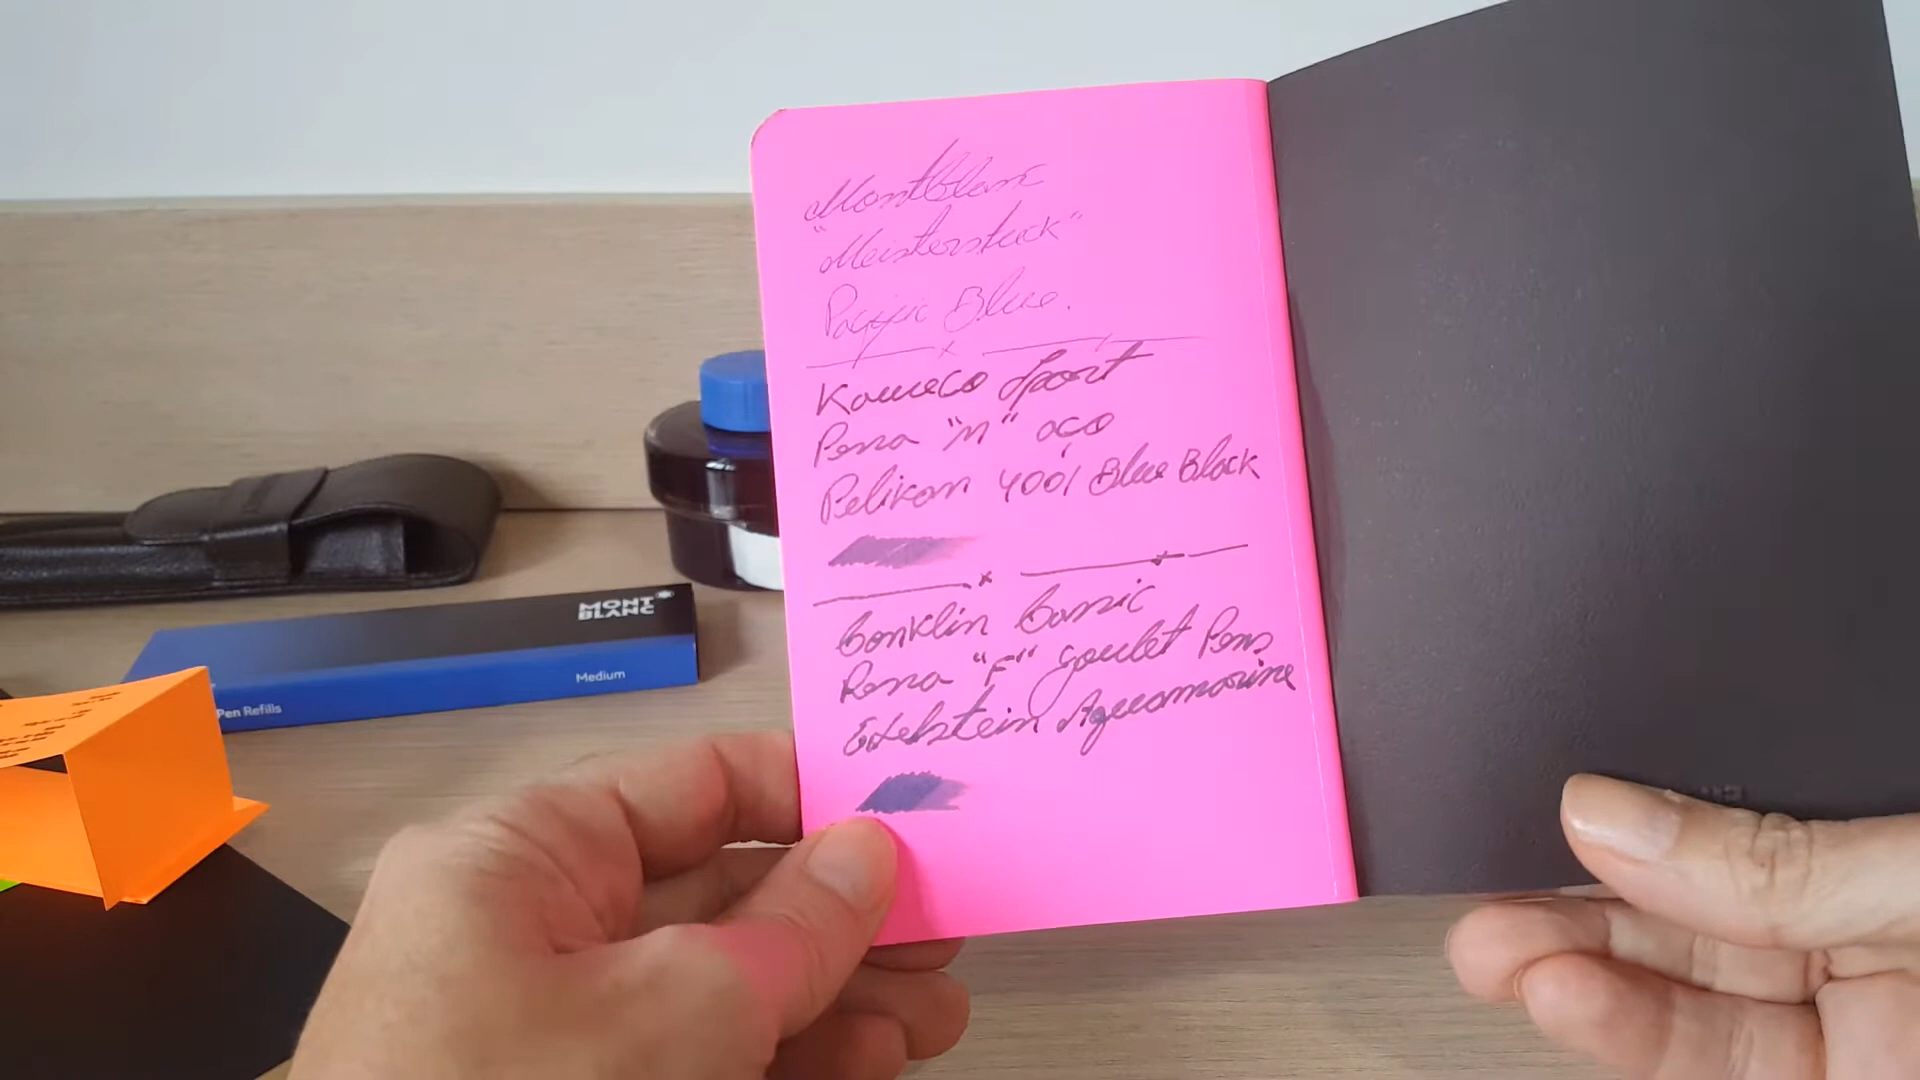 Montblanc
"Meisterstuck"
Pacific Blue.
Kaweco Sport
Pena "M" aço
Pelikan 4001 Blue Black
Conklin Classic
Pena "F" Goulet Pens
Edelstein Aquamarine
MONT
BLANC
Medium
Pen Refills